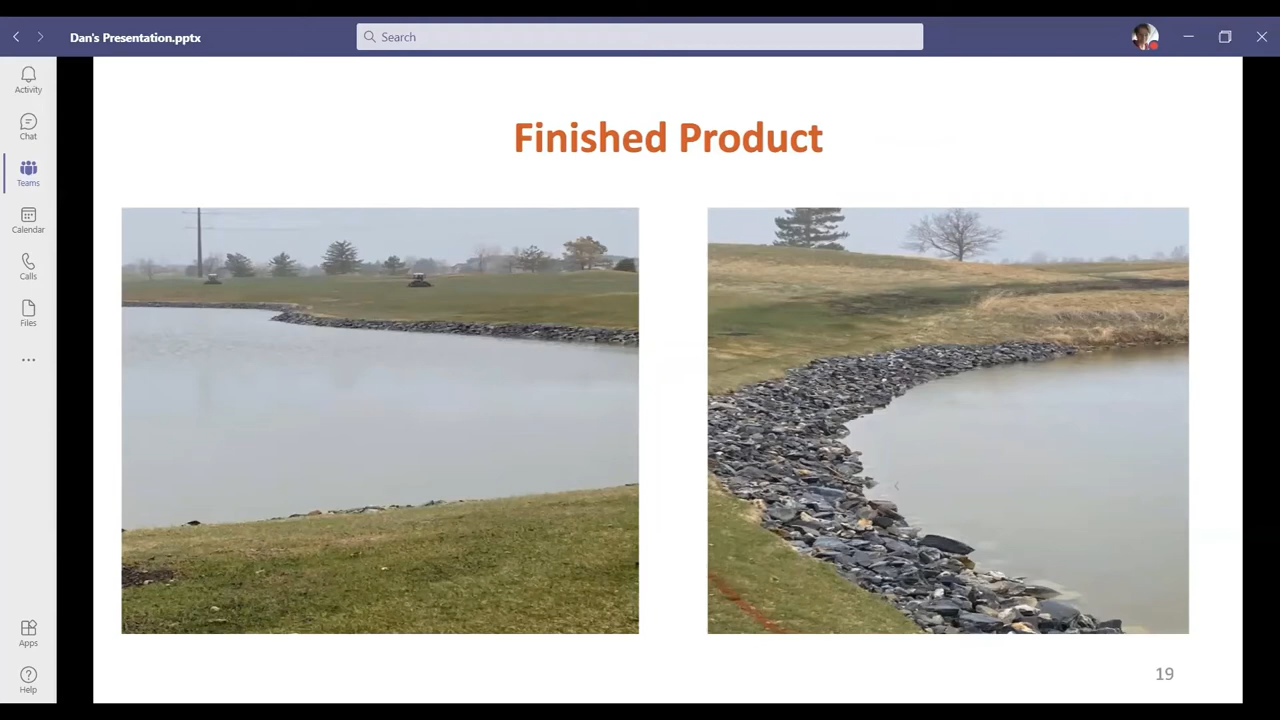 Dan's Presentation.pptx
Search
Activity
Chat
Teams
Calendar
Calls
Files
Apps
Help
Finished Product
19